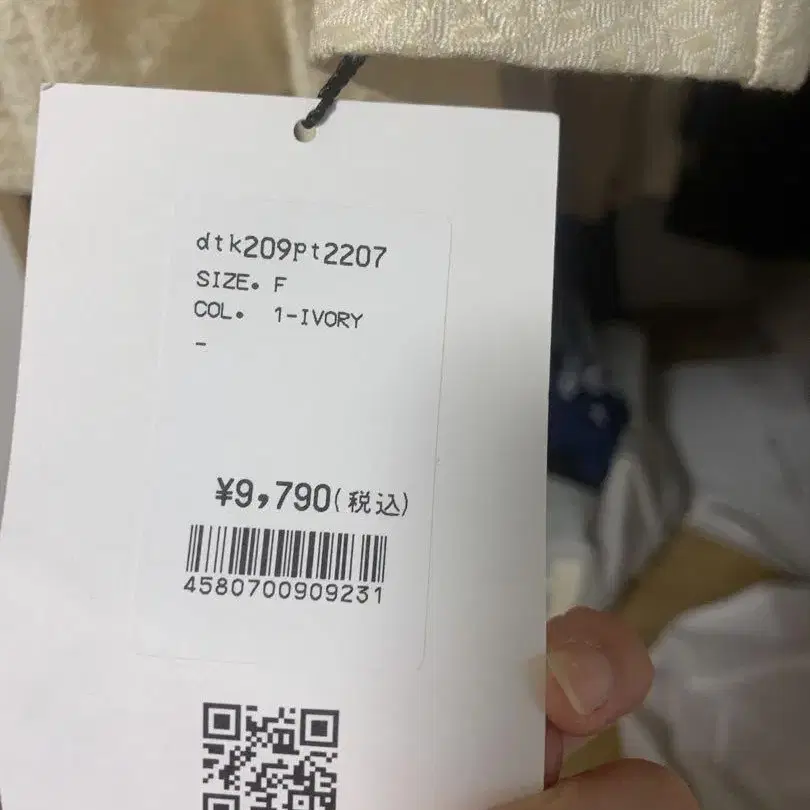 dtk209pt2207
SIZE. F
COL. 1-IVORY
-
¥9,790(税込)
4580700909231